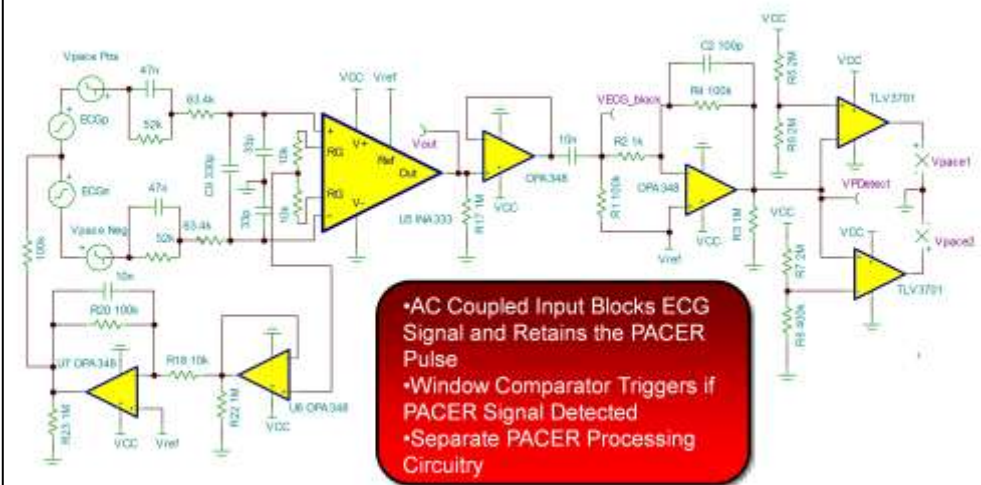 Vpace Pos
47n
63.4k
52k
ECGp
ECGn
47n
Vpace Neg
63.4k
52k
100k
10n
R20 100k
U7 OPA348
R18 10k
R23 1M
VCC
Vref
R22 1M
VCC
U6 OPA348
C9 330p
33p
33p
10k
10k
VCC
Vref
+
RG
RG
-
V+
Ref
Out
V-
U5 INA333
Vout
R17 1M
OPA348
VCC
10n
VECG_block
R2 1k
R1 100k
Vref
C2 100p
R4 100k
OPA348
VCC
R3 1M
VCC
R5 2M
R6 2M
VCC
TLV3701
Vpace1
VPDetect
VCC
R7 2M
R8 400k
VCC
Vpace2
TLV3701
•AC Coupled Input Blocks ECG
Signal and Retains the PACER
Pulse
•Window Comparator Triggers if
PACER Signal Detected
•Separate PACER Processing
Circuitry